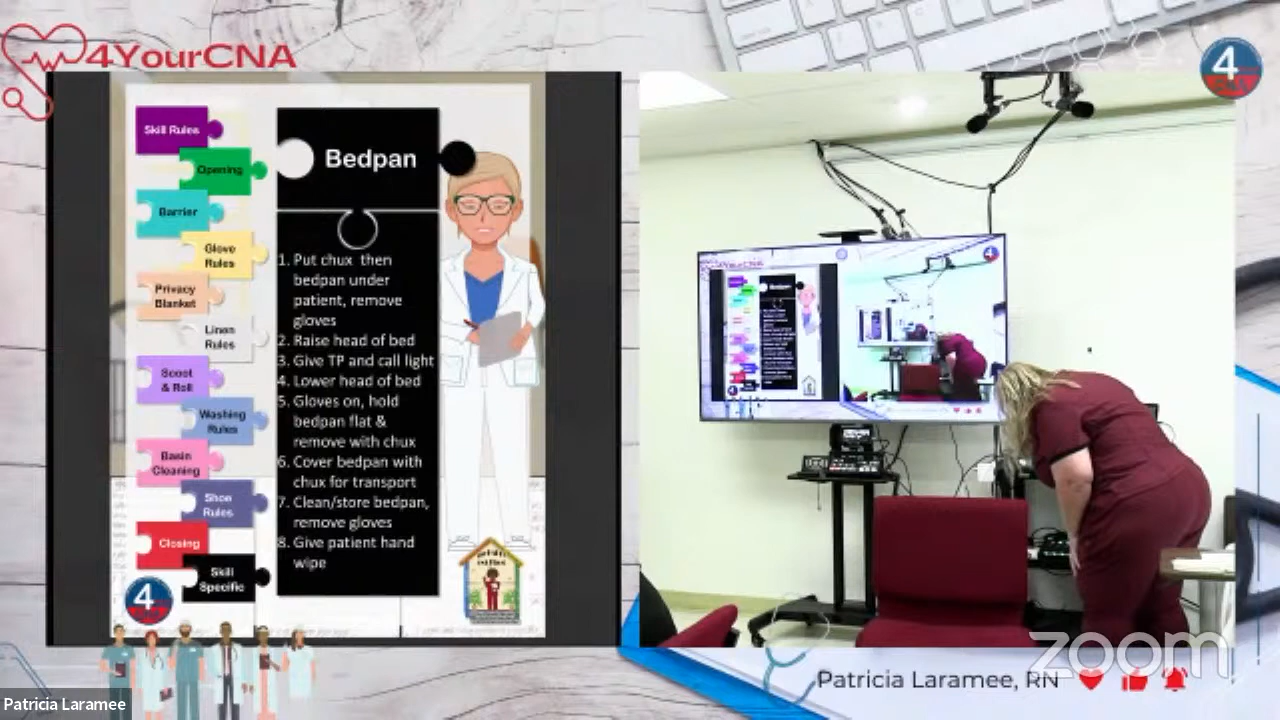 4YourCNA
4
Skill Rules
Opening
Barrier
Glove
Rules
Privacy
Blanket
Linen
Rules
Scoot
& Roll
Washing
Rules
Basin
Cleaning
Shoe
Rules
Closing
Skill
Specific
4
Bedpan
1. Put chux then
bedpan under
patient, remove
gloves
2. Raise head of bed
3. Give TP and call light
4. Lower head of bed
5. Gloves on, hold
bedpan flat &
remove with chux
6. Cover bedpan with
chux for transport
7. Clean/store bedpan,
remove gloves
8. Give patient hand
wipe
zoom
Patricia Laramee, RN
Patricia Laramee